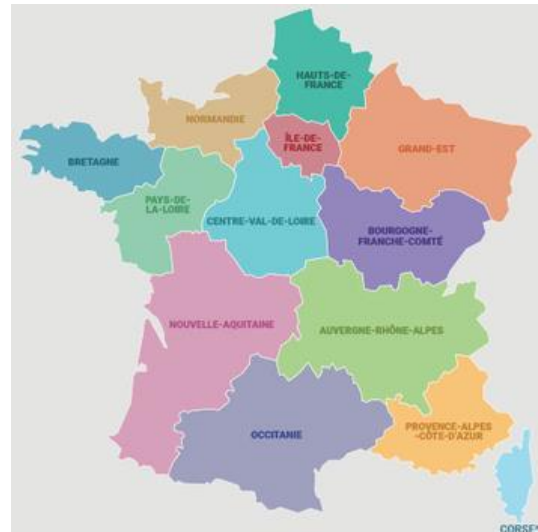 HAUTS-DE-
FRANCE
NORMANDIE
ÎLE-DE-
FRANCE
GRAND-EST
BRETAGNE
PAYS-DE-
LA-LOIRE
CENTRE-VAL-DE-LOIRE
BOURGOGNE-
FRANCHE-COMTÉ
NOUVELLE-AQUITAINE
AUVERGNE-RHÔNE-ALPES
PROVENCE-ALPES
-CÔTE-D'AZUR
OCCITANIE
CORSE